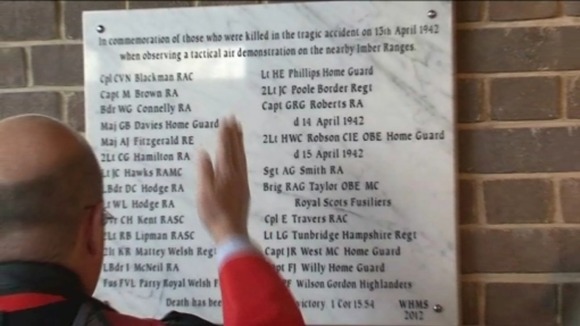 In commemoration of those who were killed in the tragic accident on 13th April 1942
when observing a tactical air demonstration on the nearby Imber Ranges.
Cpl CVN Blackman RAC
Capt M Brown RA
Bdr WG Connelly RA
Maj GB Davies Home Guard
Maj AJ Fitzgerald RE
2Lt CG Hamilton RA
Lt JC Hawks RAMC
LBdr DC Hodge RA
WL Hodge RA
CH Kent RASC
2Lt RB Lipman RASC
2Lt KR Mattey Welsh Regt
LBdr I McNeil RA
Fus FVL Parry Royal Welsh
Lt HE Phillips Home Guard
2Lt JC Poole Border Regt
Capt GRG Roberts RA
d 14 April 1942
2Lt HWC Robson CIE OBE Home Guard
d 15 April 1942
Sgt AG Smith RA
Brig RAG Taylor OBE MC
Royal Scots Fusiliers
Cpl E Travers RAC
Lt LG Tunbridge Hampshire Regt
Capt JR West MC Home Guard
FJ Willy Home Guard
Wilson Gordon Highlanders
Death has victory 1 Cor 15.54
WHMS
2012